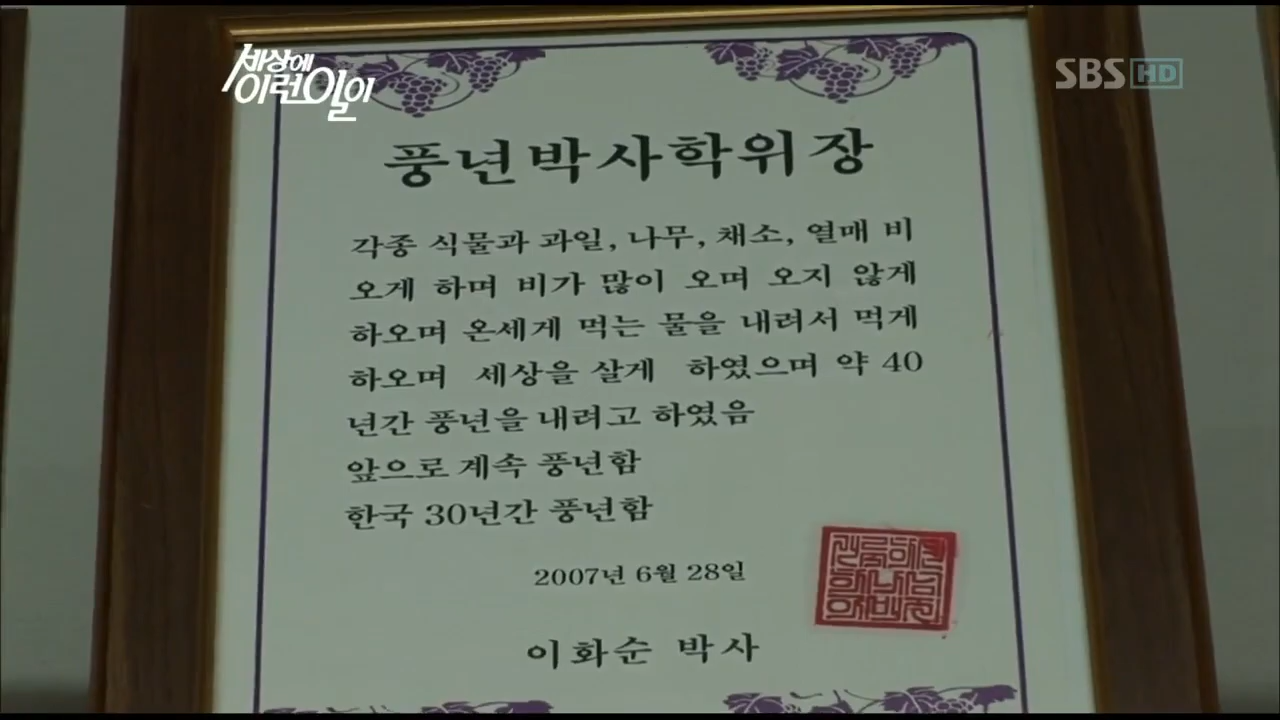 세상에
이런일이
SBS HD
풍년박사학위장
각종 식물과 과일, 나무, 채소, 열매 비
오게 하며 비가 많이 오며 오지 않게
하오며 온세게 먹는 물을 내려서 먹게
하오며 세상을 살게 하였으며 약 40
년간 풍년을 내려고 하였음
앞으로 계속 풍년함
한국 30년간 풍년함
2007년 6월 28일
이화순 박사